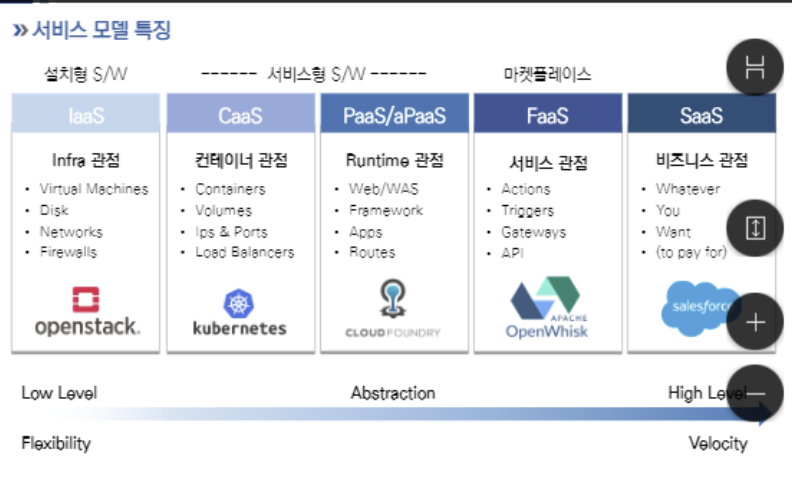 » 서비스 모델 특징
설치형 S/W
------ 서비스형 S/W ------
마켓플레이스
IaaS
CaaS
PaaS/aPaaS
FaaS
SaaS
Infra 관점
• Virtual Machines
• Disk
• Networks
• Firewalls
openstack.
컨테이너 관점
• Containers
• Volumes
• Ips & Ports
• Load Balancers
kubernetes
Runtime 관점
• Web/WAS
• Framework
• Apps
• Routes
CLOUD FOUNDRY
서비스 관점
• Actions
• Triggers
• Gateways
• API
APACHE
OpenWhisk
비즈니스 관점
• Whatever
• You
• Want
• (to pay for)
salesforce
Low Level
Abstraction
High Level
Flexibility
Velocity